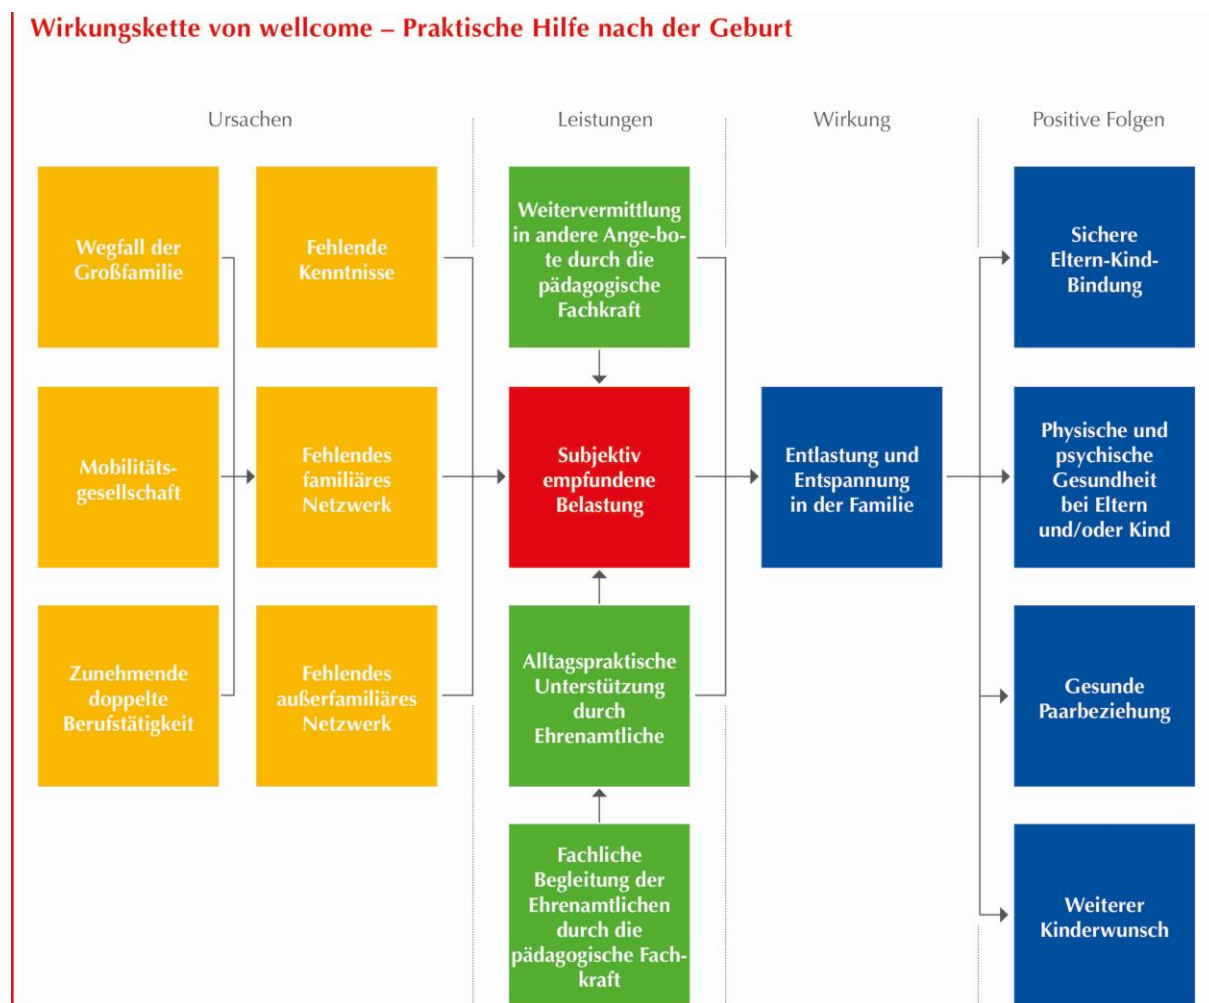 Wirkungskette von wellcome – Praktische Hilfe nach der Geburt
Ursachen
Leistungen
Wirkung
Positive Folgen
Wegfall der
Großfamilie
Fehlende
Kenntnisse
Weitervermittlung
in andere Ange-bo-
te durch die
pädagogische
Fachkraft
Sichere
Eltern-Kind-
Bindung
Mobilitäts-
gesellschaft
Fehlendes
familiäres
Netzwerk
Subjektiv
empfundene
Belastung
Entlastung und
Entspannung
in der Familie
Physische und
psychische
Gesundheit
bei Eltern
und/oder Kind
Zunehmende
doppelte
Berufstätigkeit
Fehlendes
außerfamiliäres
Netzwerk
Alltagspraktische
Unterstützung
durch
Ehrenamtliche
Gesunde
Paarbeziehung
Fachliche
Begleitung der
Ehrenamtlichen
durch die
pädagogische Fach-
kraft
Weiterer
Kinderwunsch